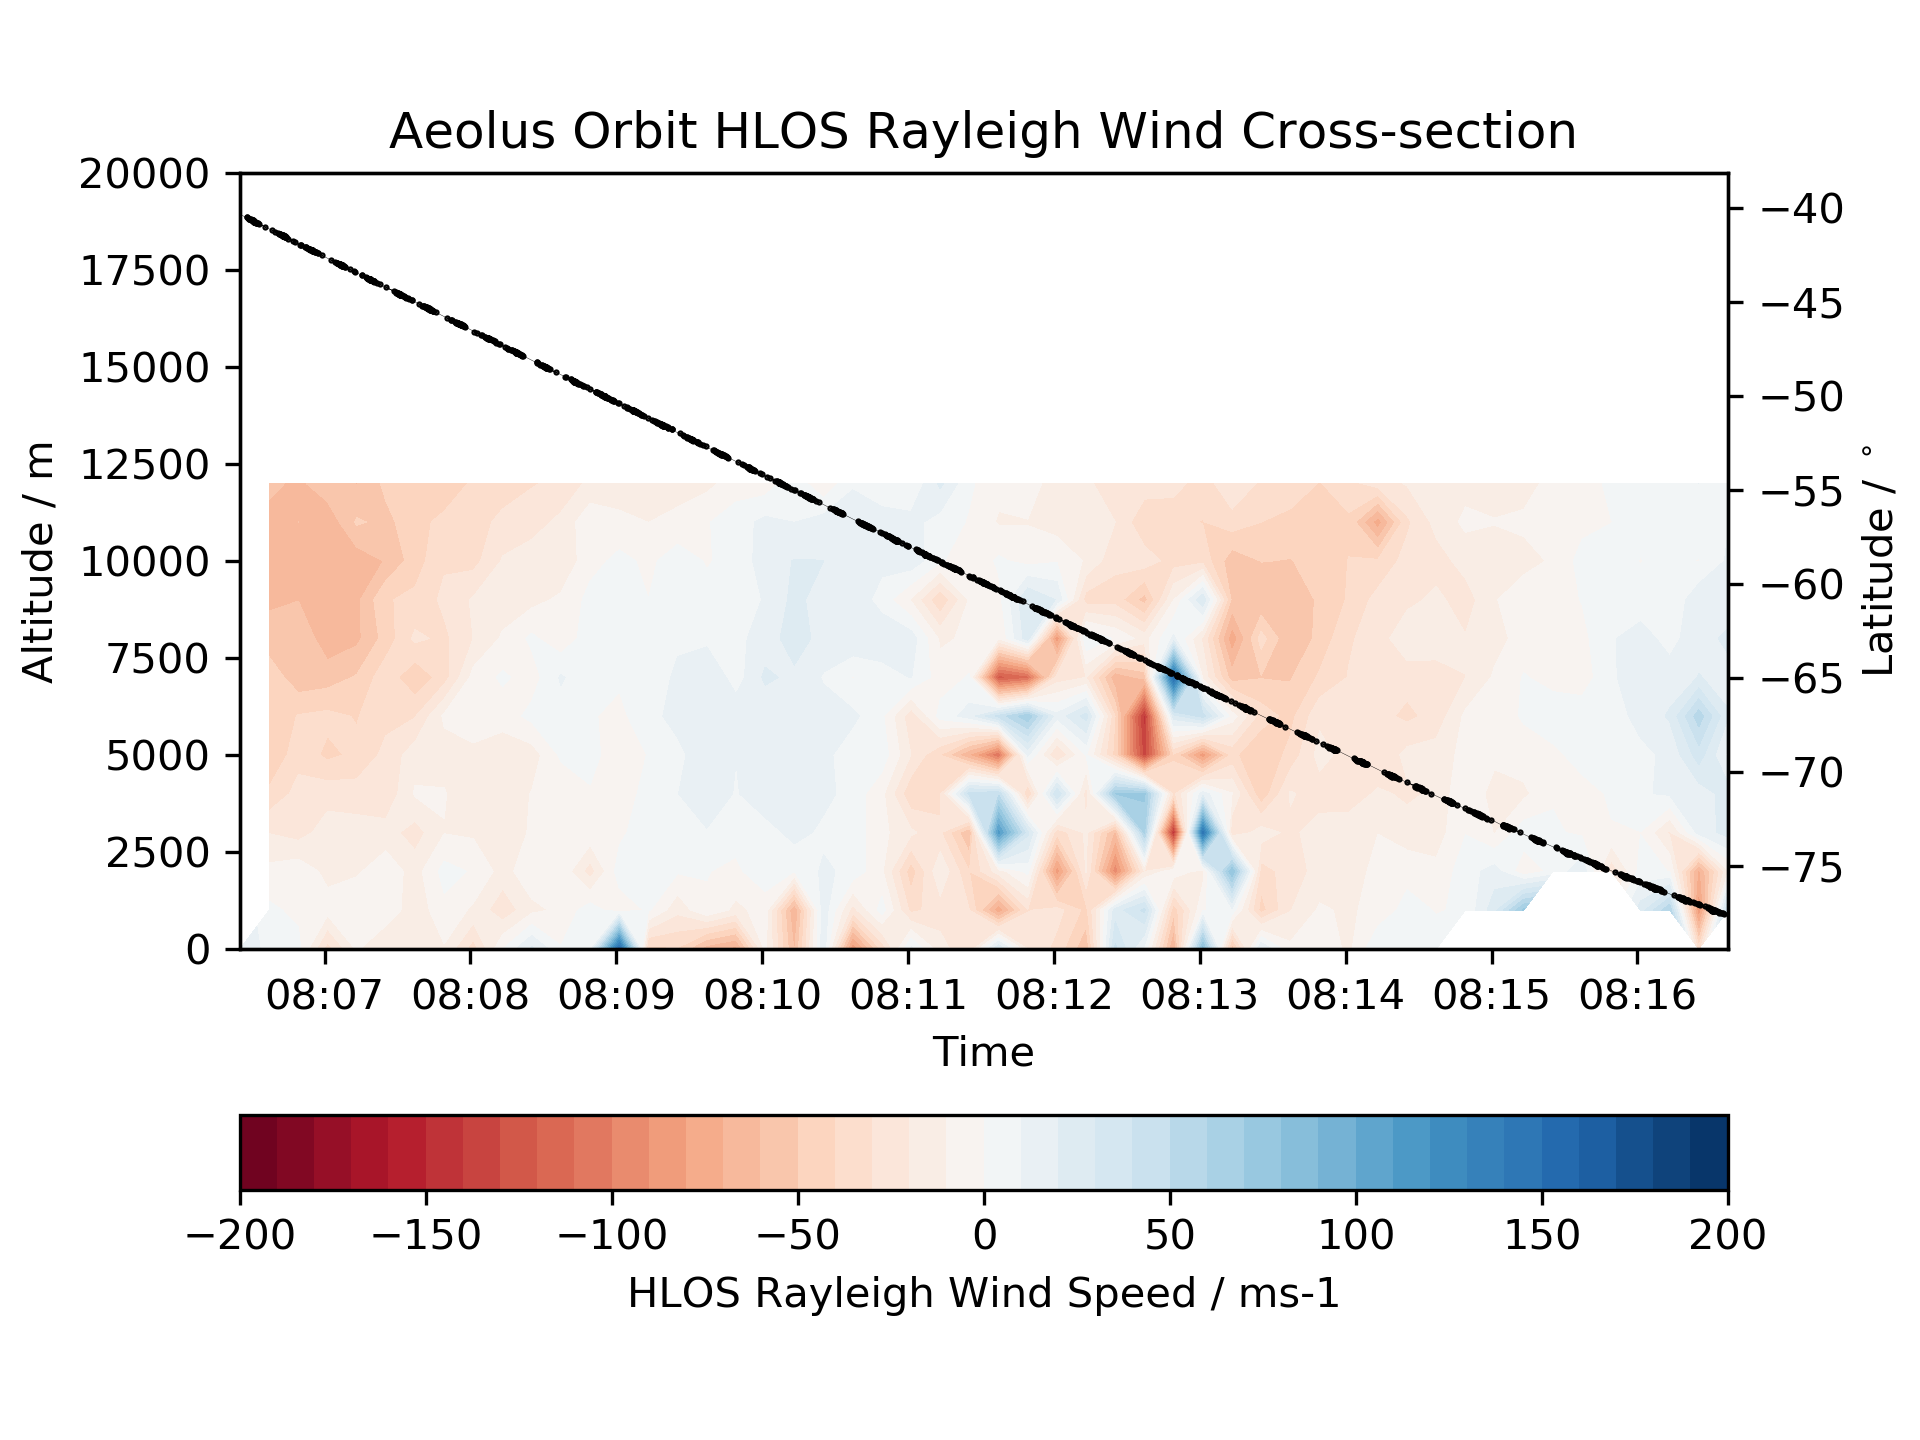 Aeolus Orbit HLOS Rayleigh Wind Cross-section
20000
17500
15000
12500
10000
7500
5000
2500
0
Altitude / m
−40
−45
−50
−55
−60
−65
−70
−75
Latitude / °
08:07 08:08 08:09 08:10 08:11 08:12 08:13 08:14 08:15 08:16
Time
−200 −150 −100 −50 0 50 100 150 200
HLOS Rayleigh Wind Speed / ms-1